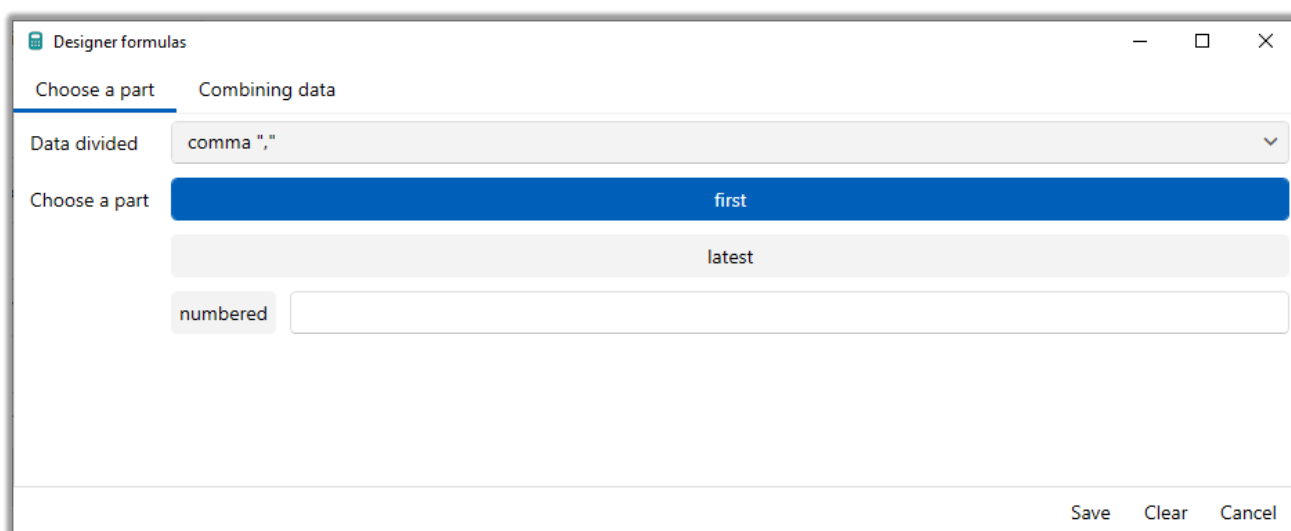 Designer formulas
Choose a part Combining data
Data divided comma ","
Choose a part first
latest
numbered
Save Clear Cancel